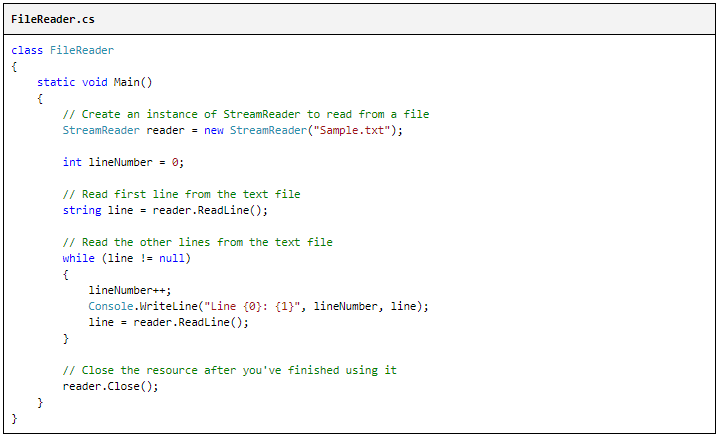 FileReader.cs
class FileReader
{
    static void Main()
    {
        // Create an instance of StreamReader to read from a file
        StreamReader reader = new StreamReader("Sample.txt");

        int lineNumber = 0;

        // Read first line from the text file
        string line = reader.ReadLine();

        // Read the other lines from the text file
        while (line != null)
        {
            lineNumber++;
            Console.WriteLine("Line {0}: {1}", lineNumber, line);
            line = reader.ReadLine();
        }

        // Close the resource after you've finished using it
        reader.Close();
    }
}